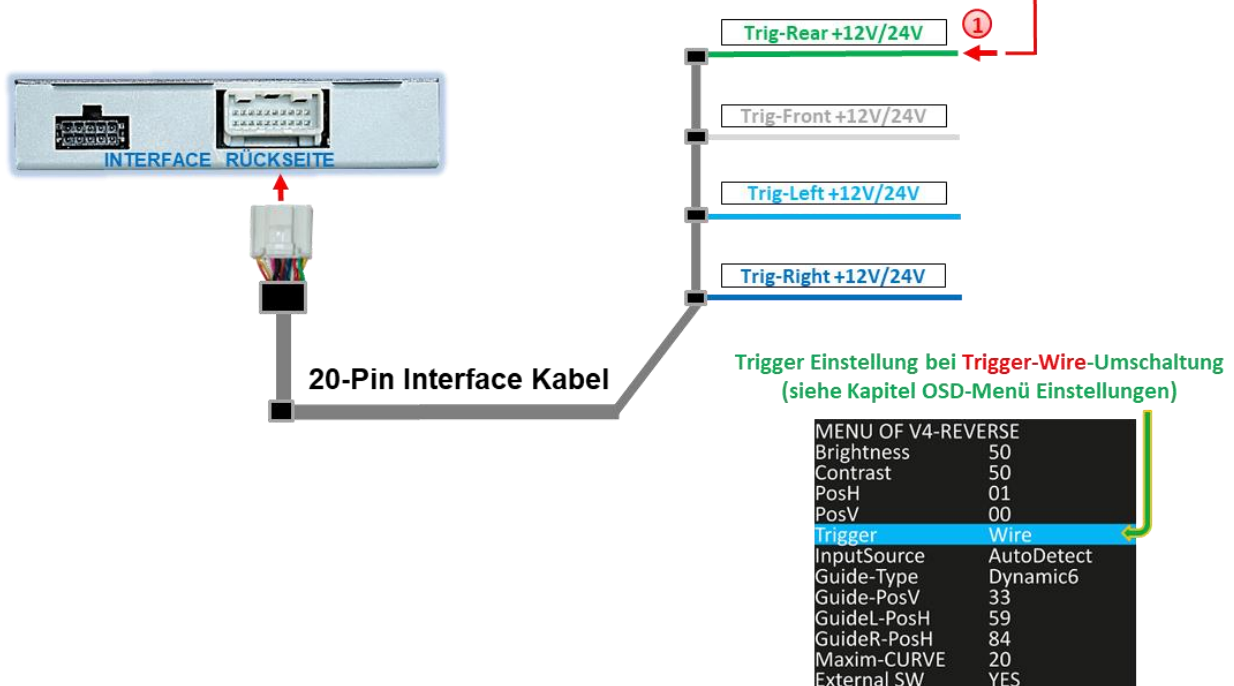 Trig-Rear +12V/24V
1
Trig-Front +12V/24V
INTERFACE RÜCKSEITE
Trig-Left +12V/24V
Trig-Right +12V/24V
20-Pin Interface Kabel
Trigger Einstellung bei Trigger-Wire-Umschaltung
(siehe Kapitel OSD-Menü Einstellungen)
MENU OF V4-REVERSE
Brightness 50
Contrast 50
PosH 01
PosV 00
Trigger Wire
InputSource AutoDetect
Guide-Type Dynamic6
Guide-PosV 33
GuideL-PosH 59
GuideR-PosH 84
Maxim-CURVE 20
External SW YES